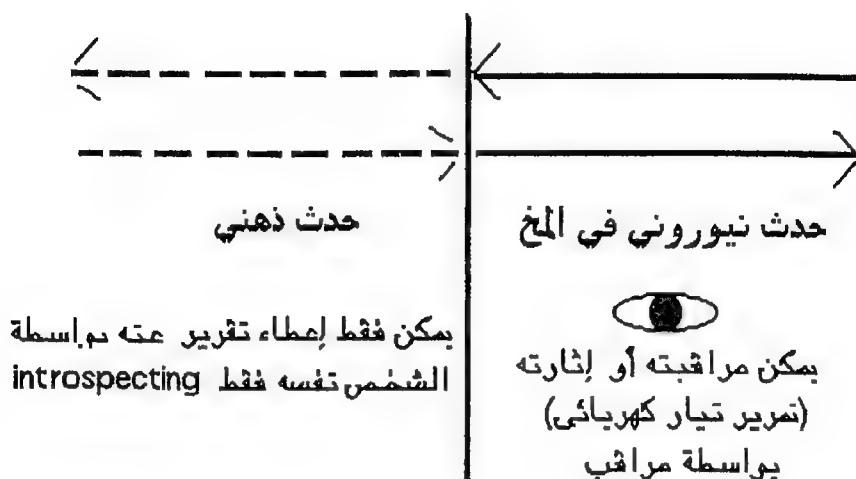 حدث نيوروني في المخ
يمكن مراقبته أو إثارته
(تمرير تيار كهربائى)
بواسطة مراقب
حدث ذهني
يمكن فقط إعطاء تقرير عنه بواسطة
الشخص نفسه فقط introspecting